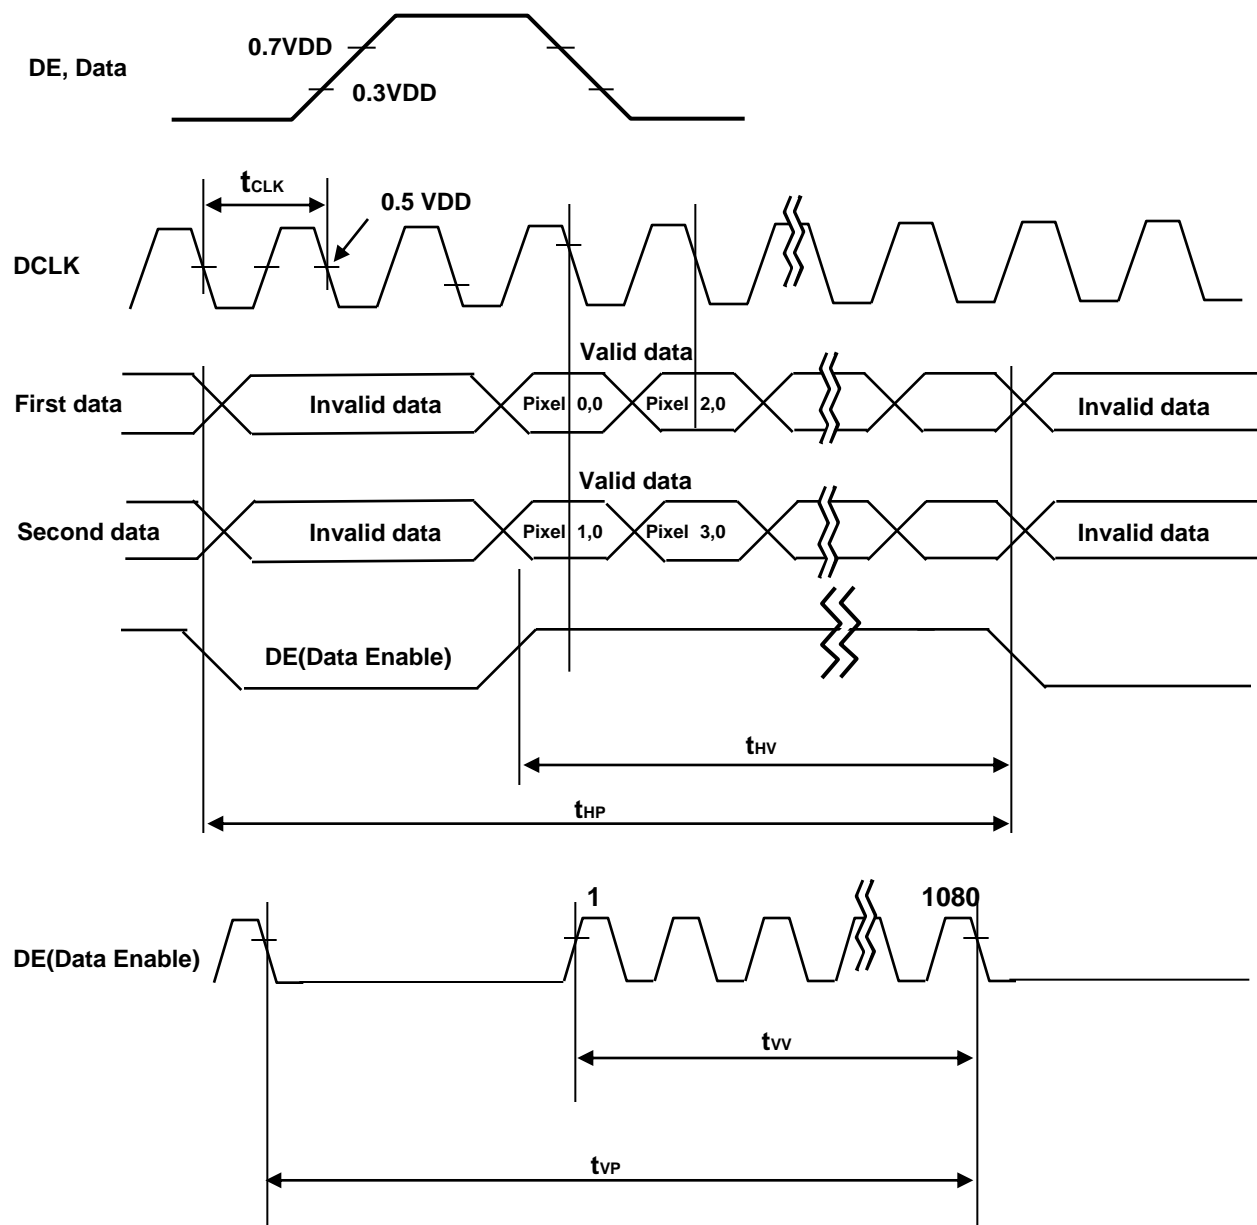 0.7VDD
DE, Data
0.3VDD
tCLK
0.5 VDD
DCLK
Valid data
First data
Invalid data
Pixel 0,0
Pixel 2,0
Invalid data
Valid data
Second data
Invalid data
Pixel 1,0
Pixel 3,0
Invalid data
DE(Data Enable)
tHV
tHP
1
1080
DE(Data Enable)
tVV
tVP